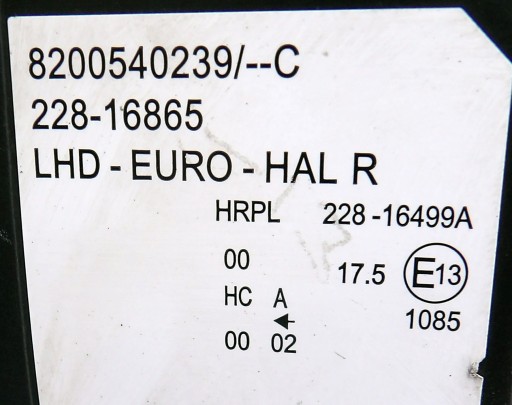 8200540239/--C
228-16865
LHD - EURO - HAL R
HRPL 228 -16499A
00 17.5 E13
HC A 1085
00 02